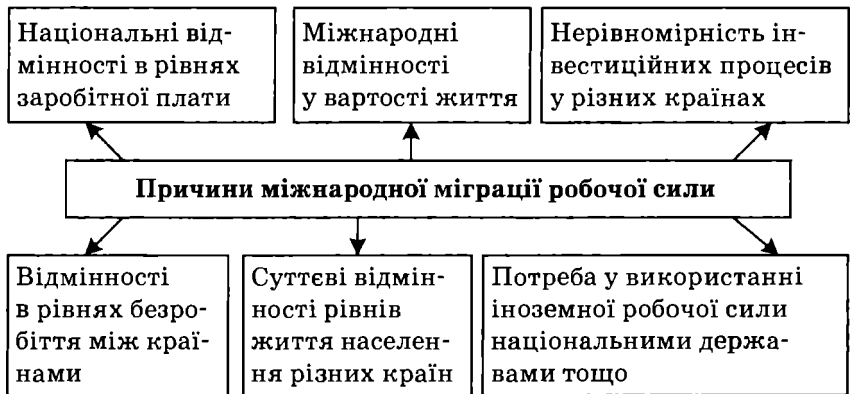 Національні від-
мінності в рівнях
заробітної плати
Міжнародні
відмінності
у вартості життя
Нерівномірність ін-
вестиційних процесів
у різних країнах
Причини міжнародної міграції робочої сили
Відмінності
в рівнях безро-
біття між краї-
нами
Суттєві відмін-
ності рівнів
життя населен-
ня різних країн
Потреба у використанні
іноземної робочої сили
національними держа-
вами тощо